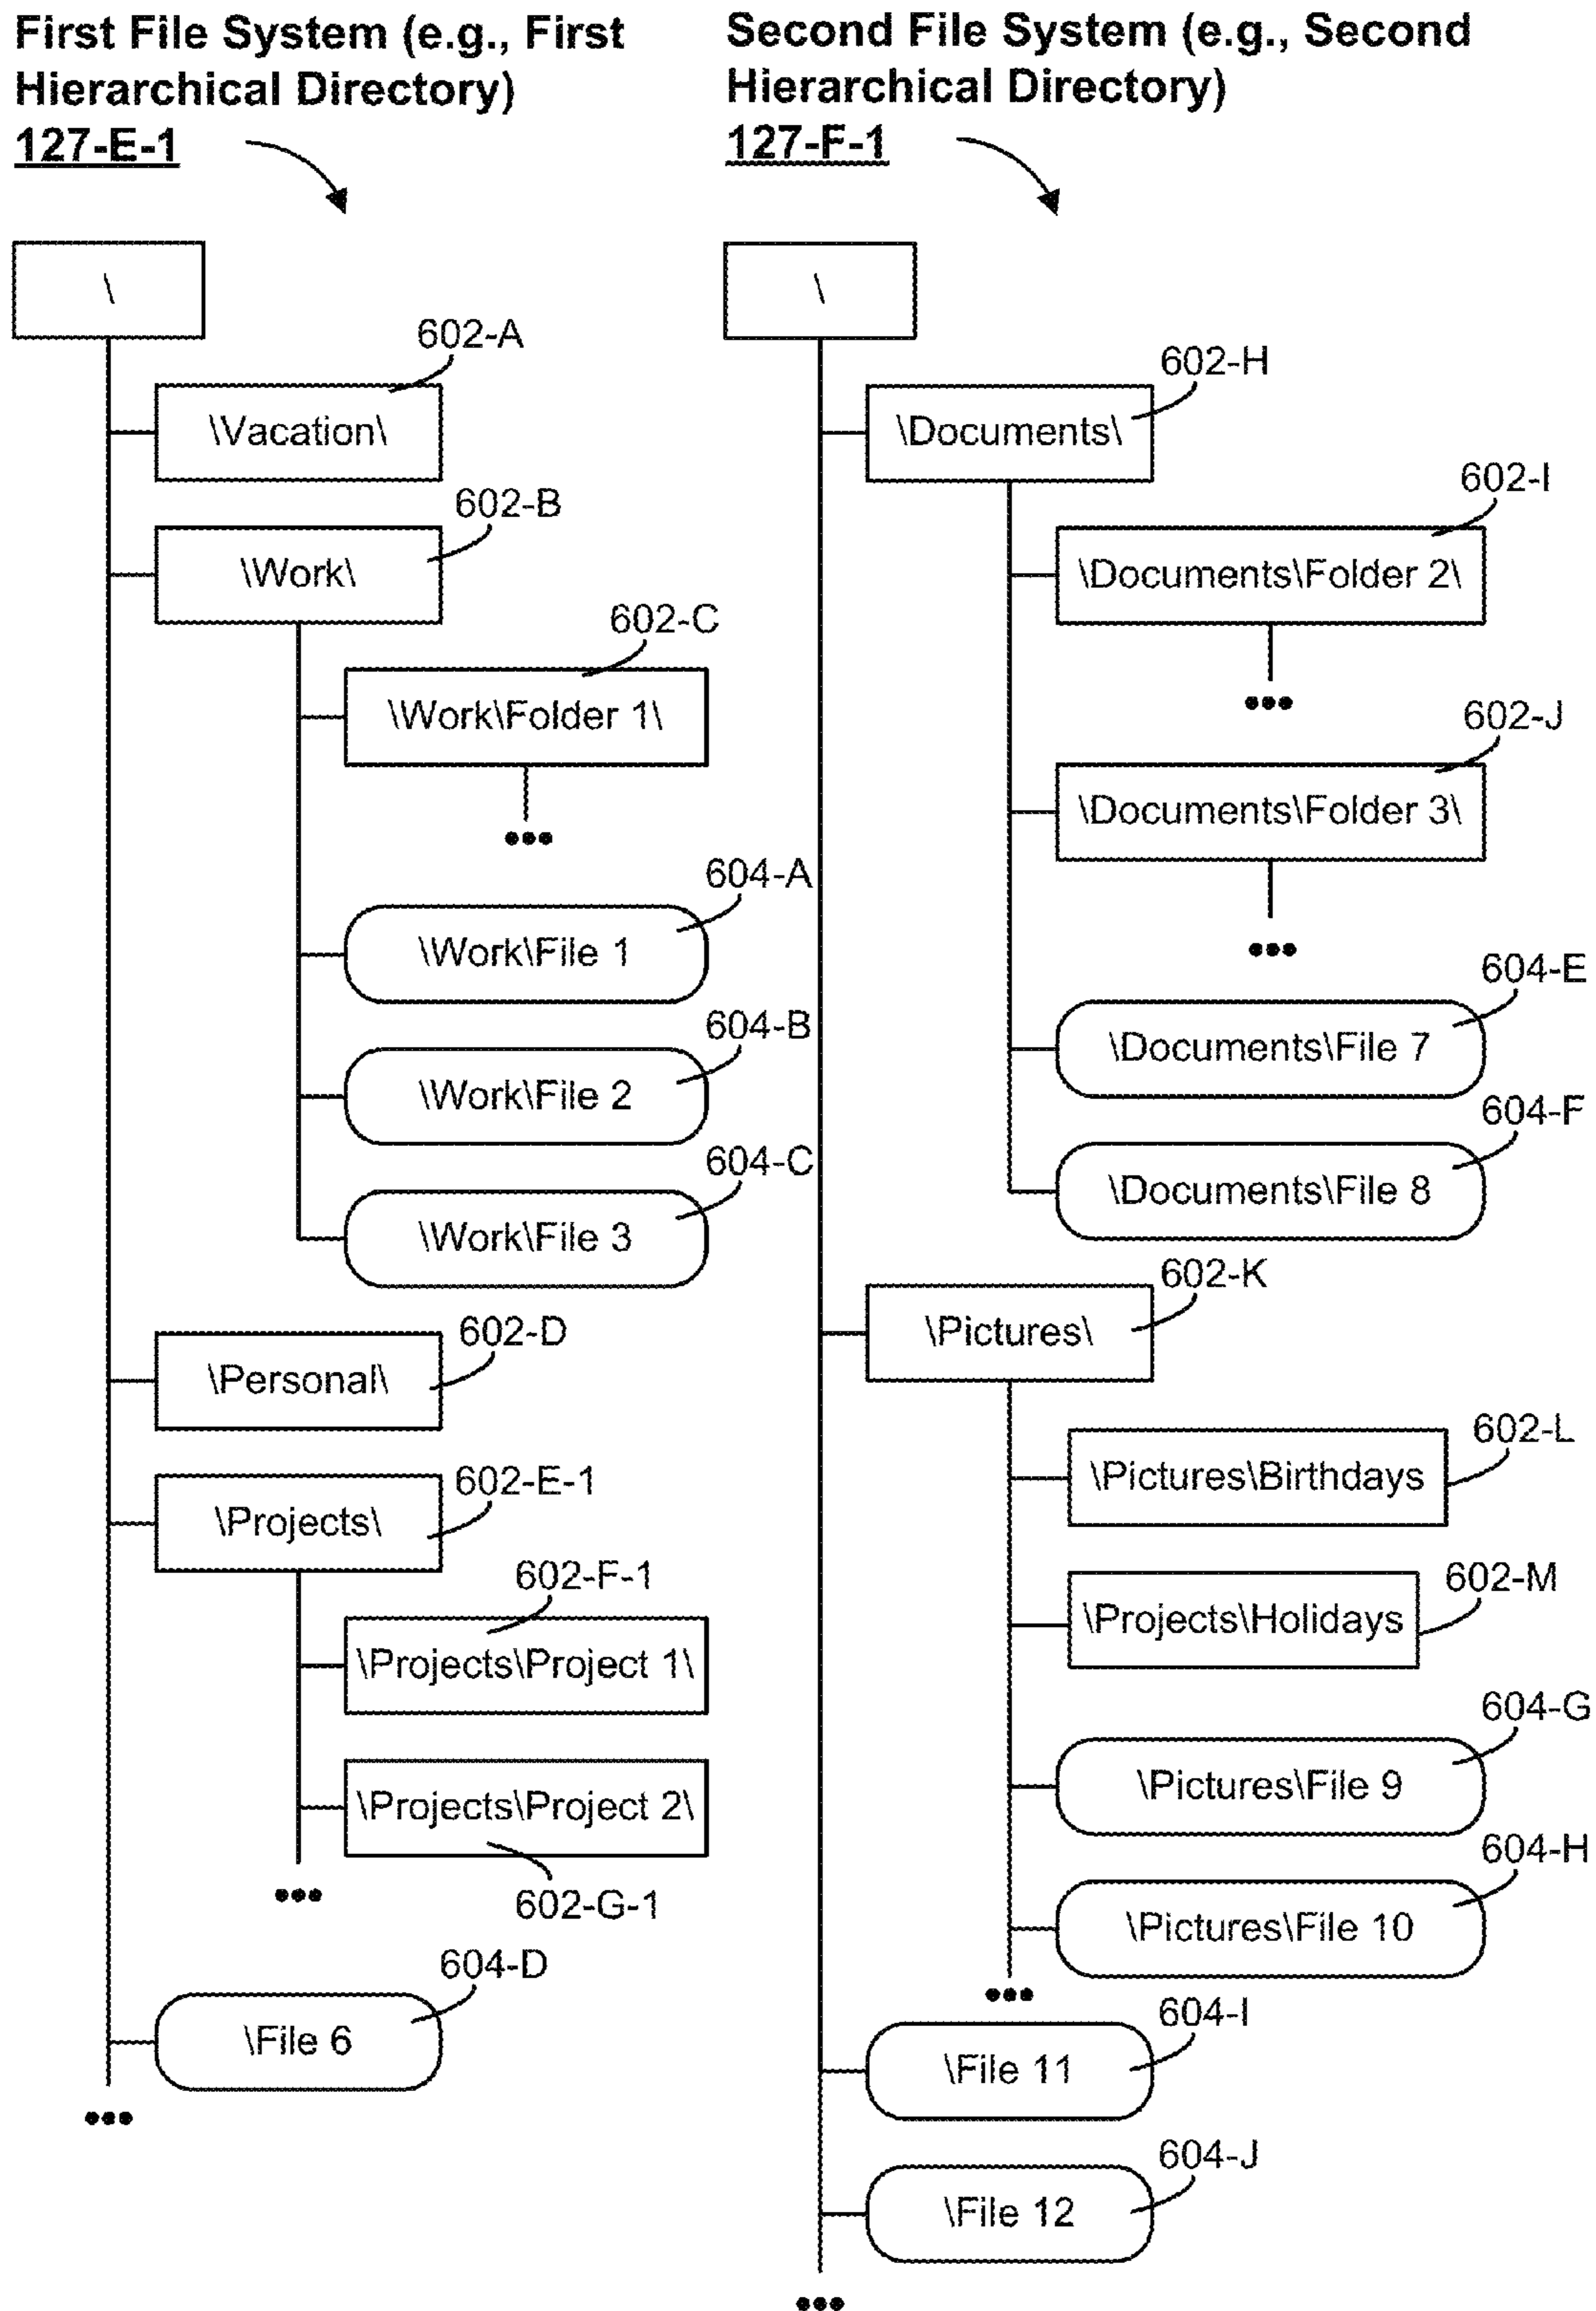 First File System (e.g., First
Hierarchical Directory)
127-E-1
\
602-A
\Vacation\
602-B
\Work\
602-C
\Work\Folder 1\
•••
604-A
\Work\File 1
604-B
\Work\File 2
604-C
\Work\File 3
602-D
\Personal\
602-E-1
\Projects\
602-F-1
\Projects\Project 1\
\Projects\Project 2\
602-G-1
•••
604-D
\File 6
•••
Second File System (e.g., Second
Hierarchical Directory)
127-F-1
\
602-H
\Documents\
602-I
\Documents\Folder 2\
•••
602-J
\Documents\Folder 3\
•••
604-E
\Documents\File 7
604-F
\Documents\File 8
602-K
\Pictures\
602-L
\Pictures\Birthdays
602-M
\Projects\Holidays
604-G
\Pictures\File 9
604-H
\Pictures\File 10
•••
604-I
\File 11
604-J
\File 12
•••